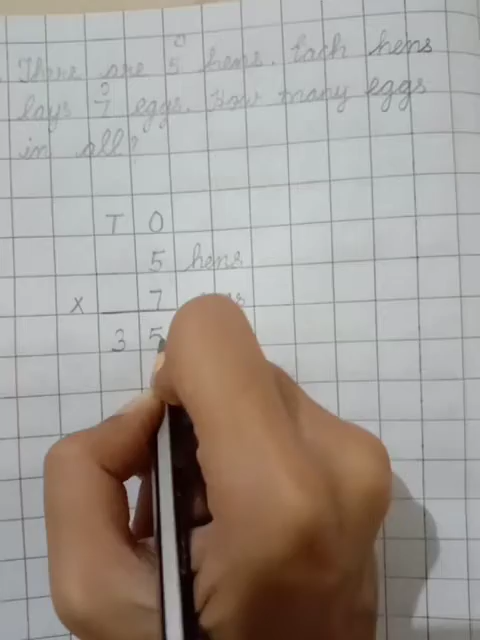 There are 5 hens. Each hens
lays 7 eggs. How many eggs
in all?
T O
5 hens
x 7
3 5